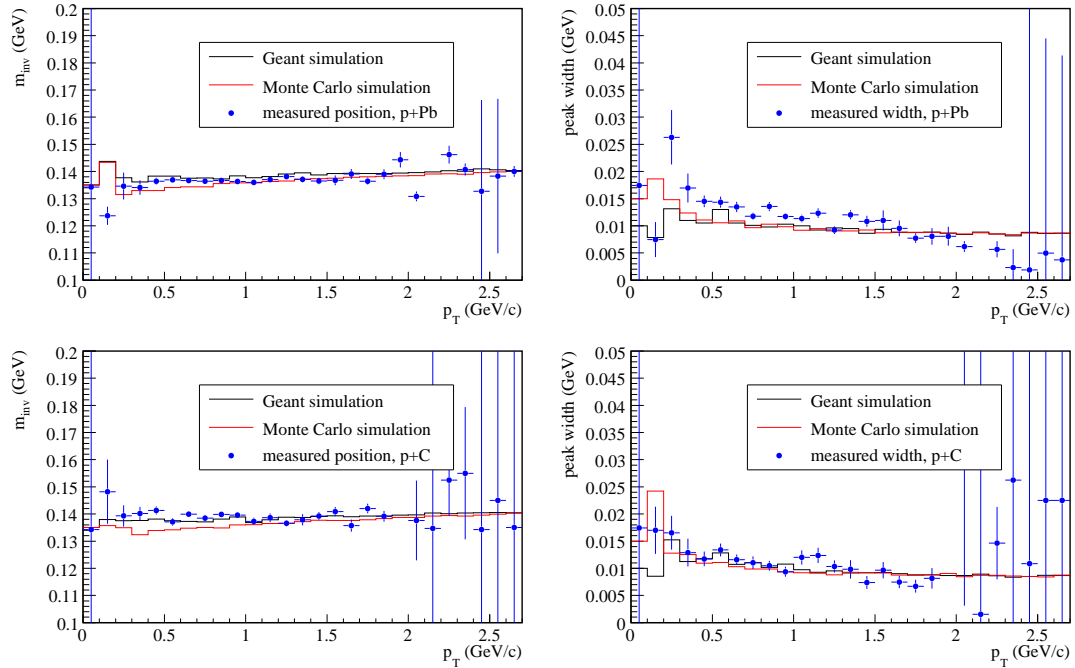 m_inv (GeV)
0.2
0.19
0.18
0.17
0.16
0.15
0.14
0.13
0.12
0.11
0.1
Geant simulation
Monte Carlo simulation
measured position, p+Pb
0 0.5 1 1.5 2 2.5
p_T (GeV/c)
peak width (GeV)
0.05
0.045
0.04
0.035
0.03
0.025
0.02
0.015
0.01
0.005
0
Geant simulation
Monte Carlo simulation
measured width, p+Pb
0 0.5 1 1.5 2 2.5
p_T (GeV/c)
m_inv (GeV)
0.2
0.19
0.18
0.17
0.16
0.15
0.14
0.13
0.12
0.11
0.1
Geant simulation
Monte Carlo simulation
measured position, p+C
0 0.5 1 1.5 2 2.5
p_T (GeV/c)
peak width (GeV)
0.05
0.045
0.04
0.035
0.03
0.025
0.02
0.015
0.01
0.005
0
Geant simulation
Monte Carlo simulation
measured width, p+C
0 0.5 1 1.5 2 2.5
p_T (GeV/c)